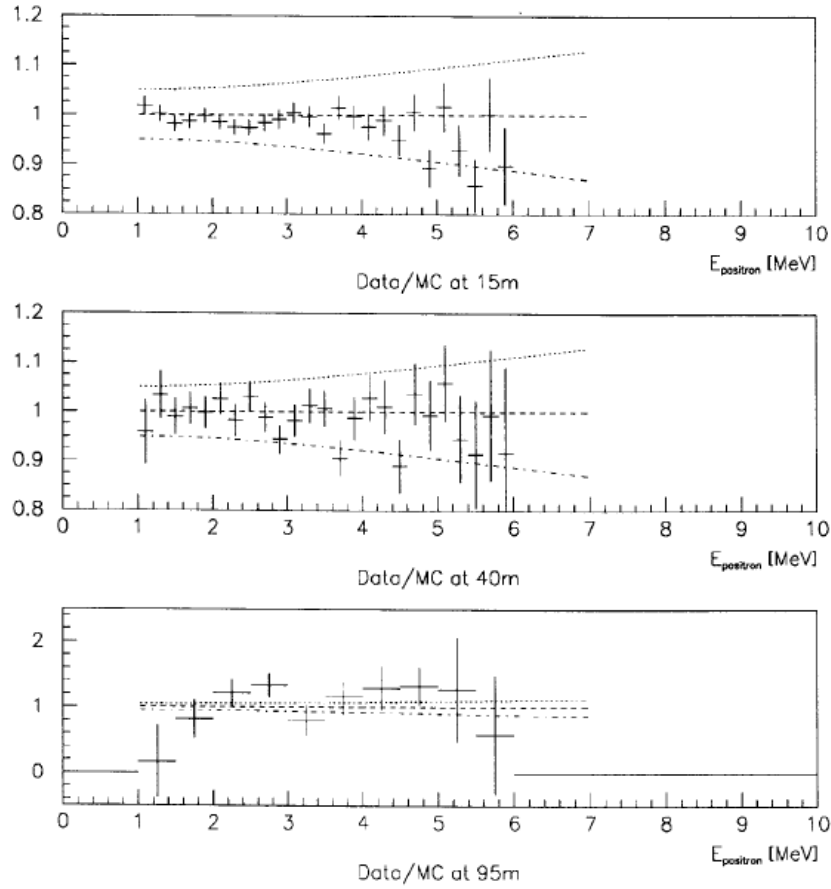 1.2
1.1
1
0.9
0.8
0 1 2 3 4 5 6 7 8 9 10
E_positron [MeV]
Data/MC at 15m
1.2
1.1
1
0.9
0.8
0 1 2 3 4 5 6 7 8 9 10
E_positron [MeV]
Data/MC at 40m
2
1
0
0 1 2 3 4 5 6 7 8 9 10
E_positron [MeV]
Data/MC at 95m